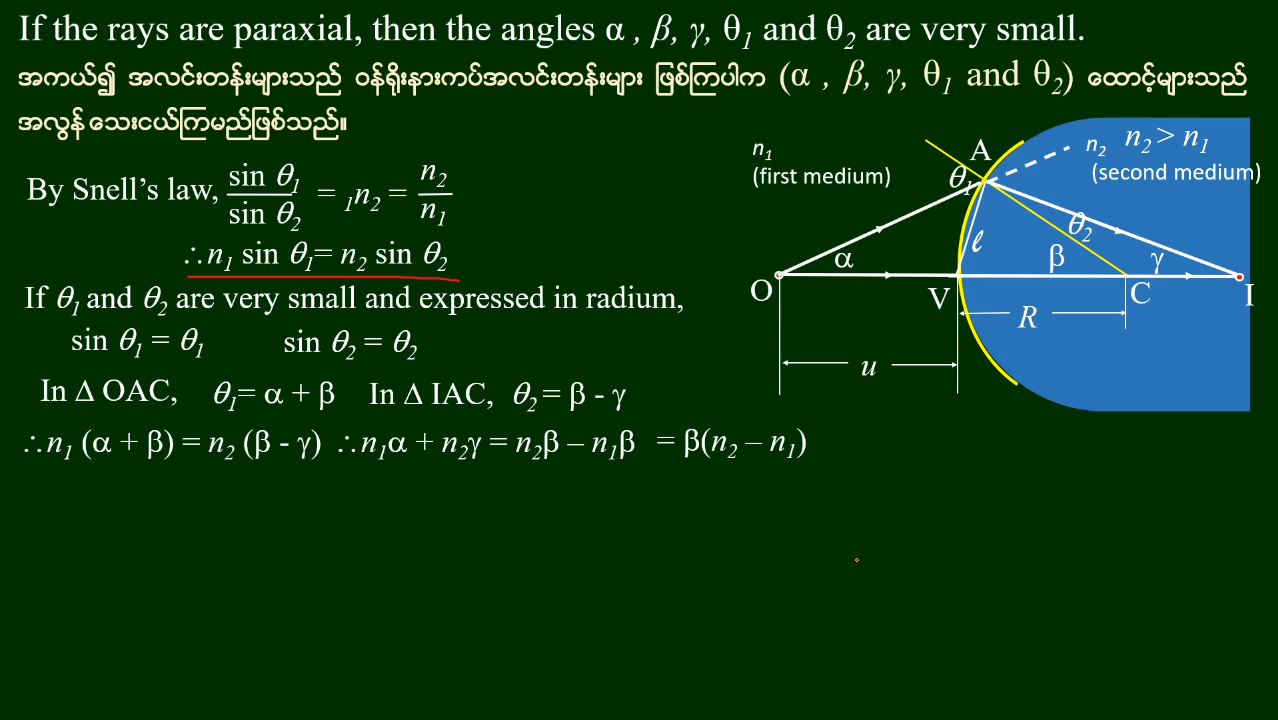 If the rays are paraxial, then the angles α , β, γ, θ1 and θ2 are very small.
အကယ်၍ အလင်းတန်းများသည် ဝန်ရိုးနားကပ်အလင်းတန်းများ ဖြစ်ကြပါက (α , β, γ, θ1 and θ2) ထောင့်များသည်
အလွန် သေးငယ်ကြမည်ဖြစ်သည်။
By Snell’s law, sin θ1 / sin θ2 = 1n2 = n2 / n1
∴n1 sin θ1= n2 sin θ2
If θ1 and θ2 are very small and expressed in radium,
sin θ1 = θ1 sin θ2 = θ2
In Δ OAC, θ1= α + β In Δ IAC, θ2 = β - γ
∴n1 (α + β) = n2 (β - γ) ∴n1α + n2γ = n2β – n1β = β(n2 – n1)
n1
(first medium)
A
n2 n2 > n1
(second medium)
θ1
θ2
ℓ
α
β
γ
O
V
C
I
R
u